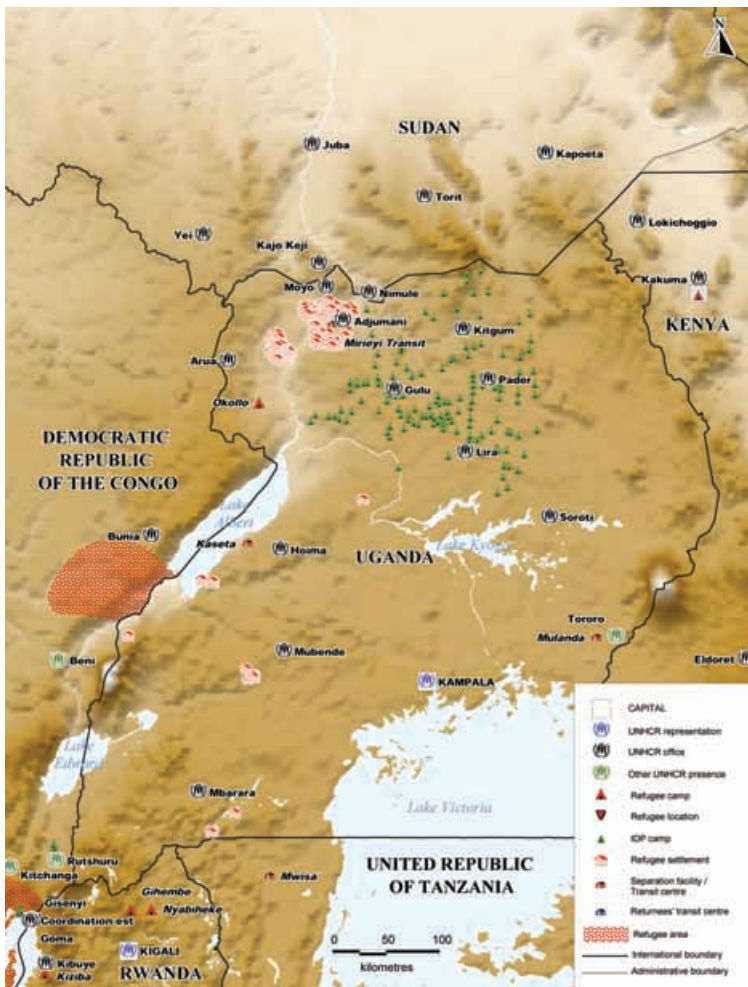 N
SUDAN
Juba
Kapoeta
Torit
Lokichoggio
Yei
Kajo Keji
Moyo
Nimule
Kakuma
KENYA
Adjumani
Mirieyi Transit
Kitgum
Arua
Gulu
Pader
Okollo
DEMOCRATIC
REPUBLIC
OF THE CONGO
Lira
Lake
Albert
Soroti
Bunia
Kaseta
Hoima
UGANDA
Lake Kyoga
Tororo
Mulanda
Beni
Mubende
Eldoret
KAMPALA
Lake
Edward
Mbarara
Lake Victoria
Rutshuru
Kitchanga
Mwisa
UNITED REPUBLIC
OF TANZANIA
Gihembe
Gisenyi
Nyabiheke
Coordination est
Goma
KIGALI
Kibuye
Kiziba
RWANDA
0 50 100
kilometres
CAPITAL
UNHCR representation
UNHCR office
Other UNHCR presence
Refugee camp
Refugee location
IDP camp
Refugee settlement
Separation facility /
Transit centre
Returnees' transit centre
Refugee area
International boundary
Administrative boundary